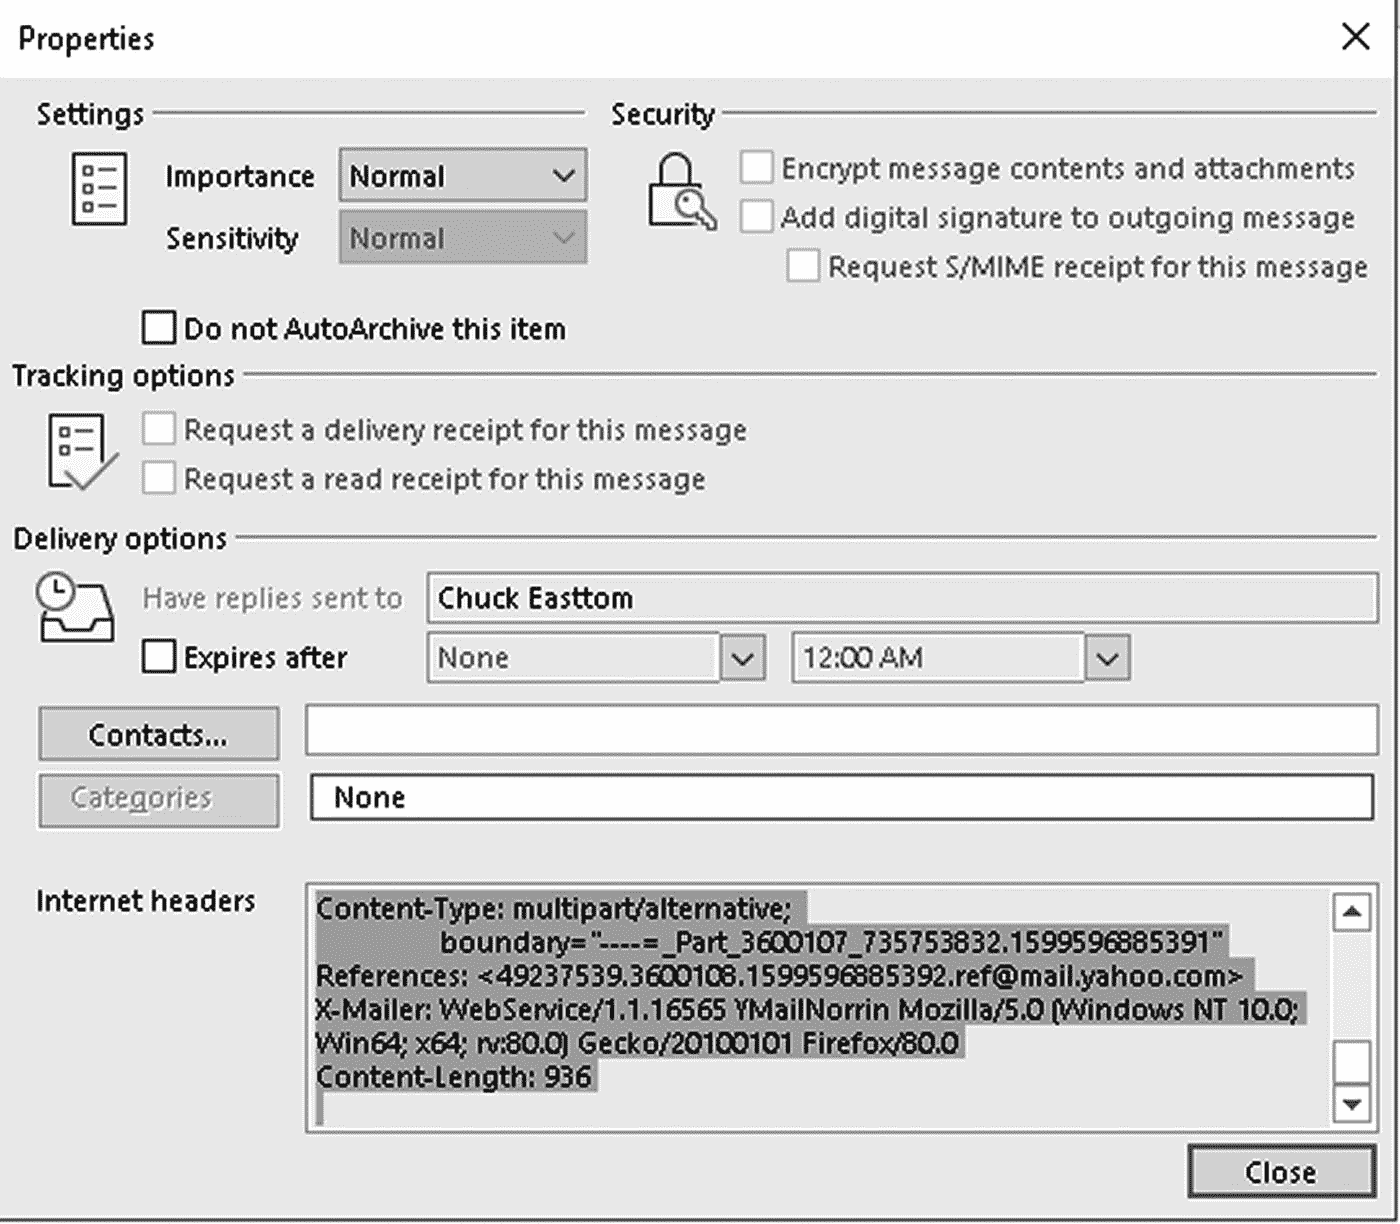 Properties
Settings
Security
Importance Normal
Sensitivity Normal
Encrypt message contents and attachments
Add digital signature to outgoing message
Request S/MIME receipt for this message
Do not AutoArchive this item
Tracking options
Request a delivery receipt for this message
Request a read receipt for this message
Delivery options
Have replies sent to Chuck Easttom
Expires after None 12:00 AM
Contacts...
Categories None
Internet headers
Content-Type: multipart/alternative;
boundary="----=_Part_3600107_735753832.1599596885391"
References: <49237539.3600108.1599596885392.ref@mail.yahoo.com>
X-Mailer: WebService/1.1.16565 YMailNorrin Mozilla/5.0 (Windows NT 10.0;
Win64; x64; rv:80.0) Gecko/20100101 Firefox/80.0
Content-Length: 936
Close